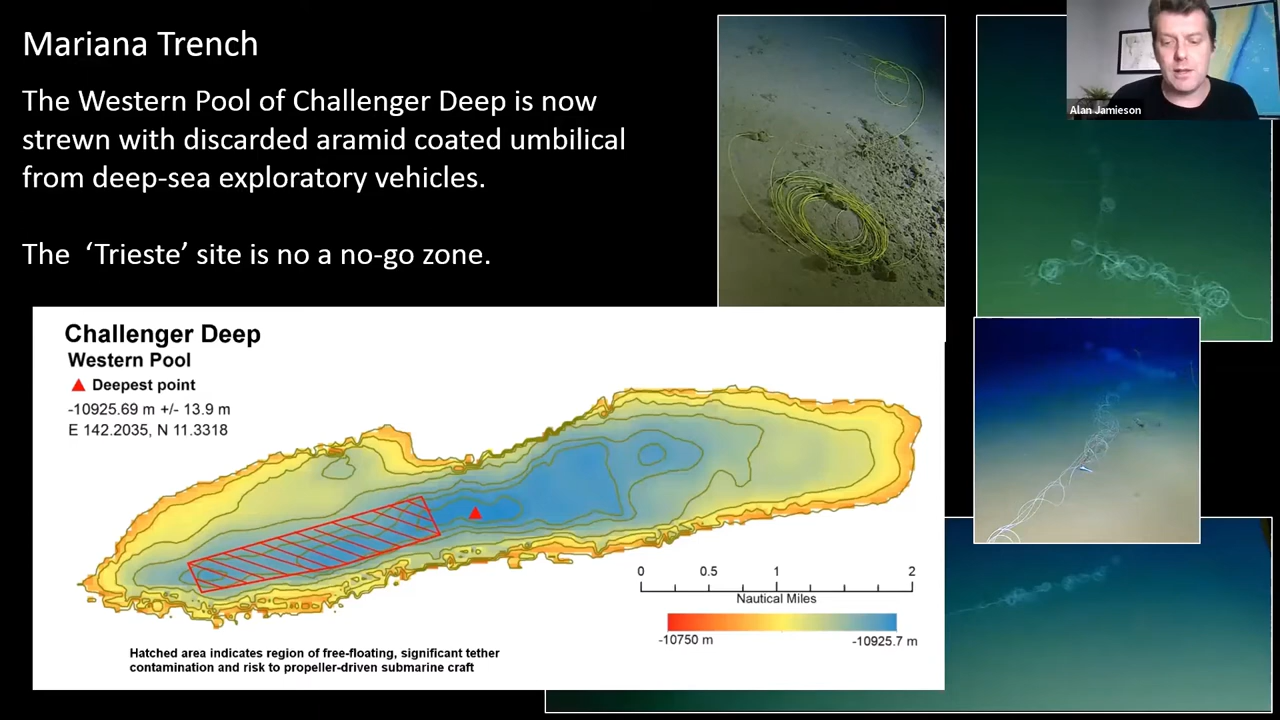 Mariana Trench
The Western Pool of Challenger Deep is now
strewn with discarded aramid coated umbilical
from deep-sea exploratory vehicles.
The ‘Trieste’ site is no a no-go zone.
Alan Jamieson
Challenger Deep
Western Pool
Deepest point
-10925.69 m +/- 13.9 m
E 142.2035, N 11.3318
0 0.5 1 2
Nautical Miles
-10750 m -10925.7 m
Hatched area indicates region of free-floating, significant tether
contamination and risk to propeller-driven submarine craft